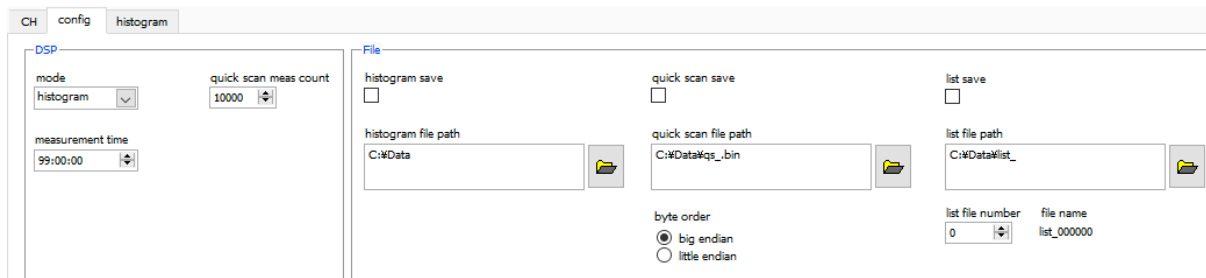 CH config histogram
DSP
mode quick scan meas count
histogram 10000
measurement time
99:00:00
File
histogram save quick scan save list save
histogram file path quick scan file path list file path
C:¥Data C:¥Data¥qs_.bin C:¥Data¥list_
byte order list file number file name
big endian 0 list_000000
little endian